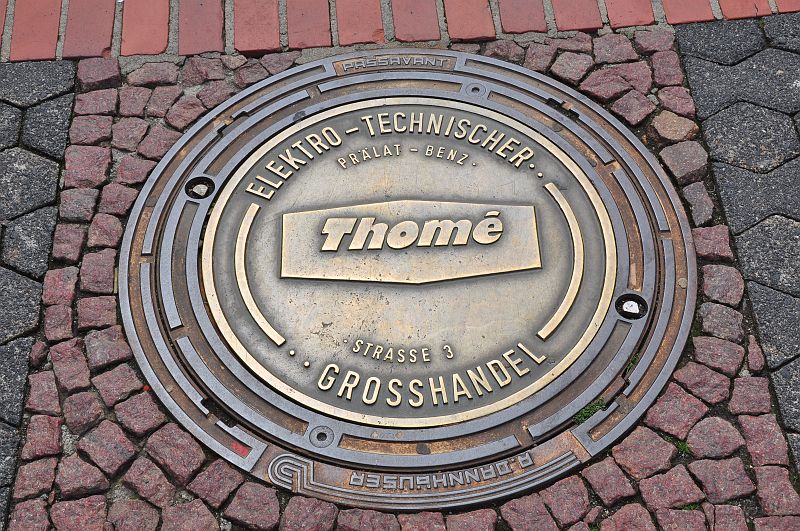 PASSAVANT
ELEKTRO-TECHNISCHER..
PRÄLAT-BENZ.
Thomé
.STRASSE 3
..GROSSHANDEL
R.DANNHÄUSER